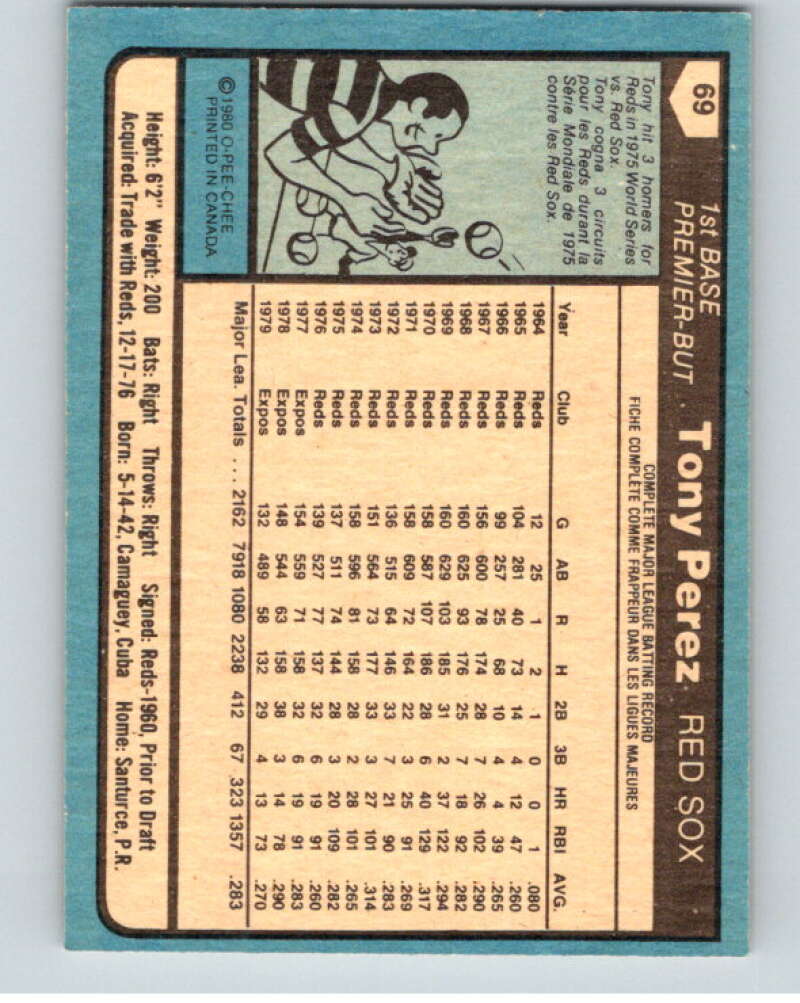 69
1st BASE
PREMIER-BUT
Tony Perez
RED SOX
Tony hit 3 homers for
Reds in 1975 World Series
vs. Red Sox.
Tony cogna 3 circuits
pour les Reds durant la
Série Mondiale de 1975
contre les Red Sox.
©1980 O-PEE-CHEE
PRINTED IN CANADA
COMPLETE MAJOR LEAGUE BATTING RECORD
FICHE COMPLÈTE COMME FRAPPEUR DANS LES LIGUES MAJEURES
Year Club G AB R H 2B 3B HR RBI AVG.
1964 Reds 12 25 1 2 1 0 0 1 .080
1965 Reds 104 281 40 73 14 4 12 47 .260
1966 Reds 99 257 25 68 10 4 4 39 .265
1967 Reds 156 600 78 174 28 7 26 102 .290
1968 Reds 160 625 93 176 25 7 18 92 .282
1969 Reds 160 629 103 185 31 2 37 122 .294
1970 Reds 158 587 107 186 28 6 40 129 .317
1971 Reds 158 609 72 164 22 3 25 91 .269
1972 Reds 136 515 64 146 33 7 21 90 .283
1973 Reds 151 564 73 177 33 3 27 101 .314
1974 Reds 158 596 81 158 28 2 28 101 .265
1975 Reds 137 511 74 144 28 3 20 109 .282
1976 Reds 139 527 77 137 32 6 19 91 .260
1977 Expos 154 559 71 158 32 6 19 91 .283
1978 Expos 148 544 63 158 38 3 14 78 .290
1979 Expos 132 489 58 132 29 4 13 73 .270
Major Lea. Totals ... 2162 7918 1080 2238 412 67 323 1357 .283
Height: 6'2" Weight: 200 Bats: Right Throws: Right Signed: Reds-1960, Prior to Draft
Acquired: Trade with Reds, 12-17-76 Born: 5-14-42, Camaguey, Cuba Home: Santurce, P.R.